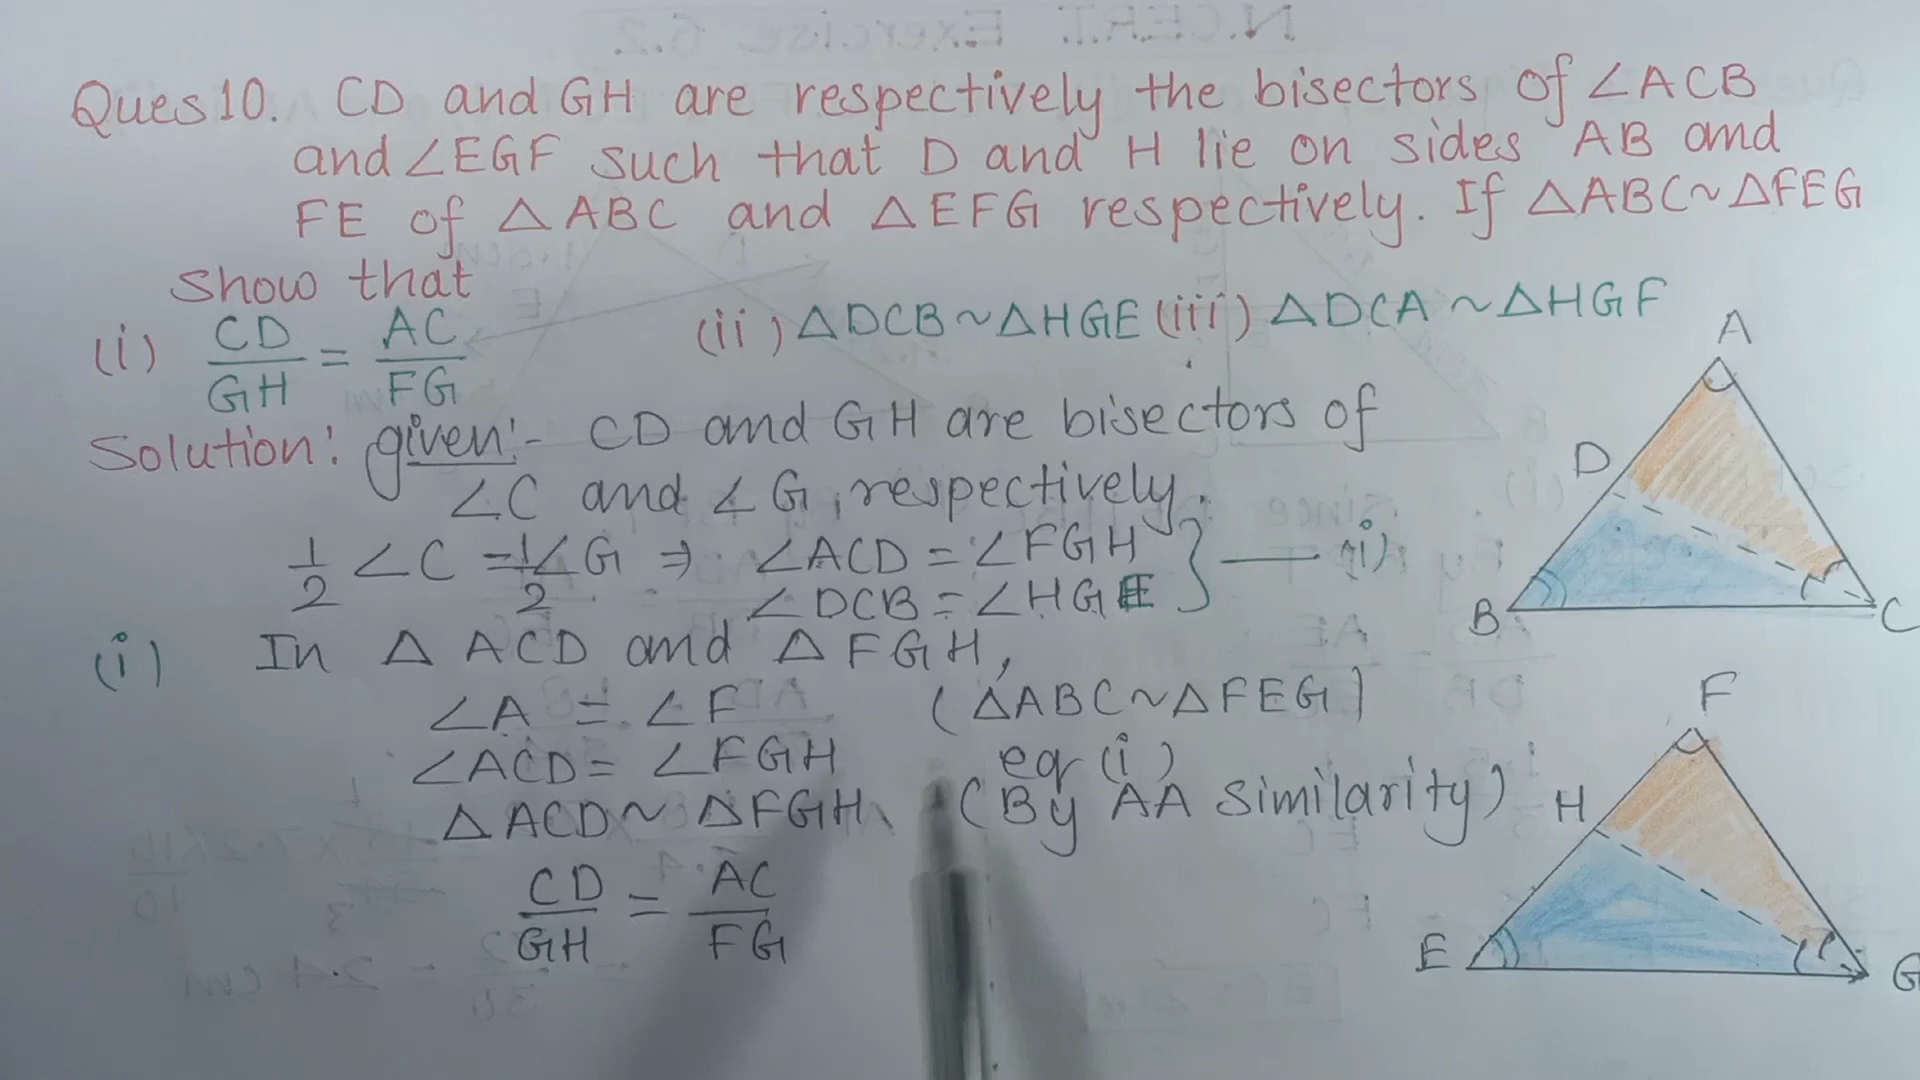 Ques 10. CD and GH are respectively the bisectors of ∠ACB
and ∠EGF such that D and H lie on sides AB and
FE of △ABC and △EFG respectively. If △ABC ~ △FEG
Show that
(i) CD/GH = AC/FG (ii) △DCB ~ △HGE (iii) △DCA ~ △HGF
Solution: given:- CD and GH are bisectors of
∠C and ∠G, respectively.
1/2 ∠C = 1/2 ∠G ⇒ ∠ACD = ∠FGH
∠DCB = ∠HGE } — (i)
(i) In △ ACD and △ FGH,
∠A = ∠F (△ABC ~ △FEG)
∠ACD = ∠FGH eq (i)
△ACD ~ △FGH (By AA Similarity)
CD/GH = AC/FG
A
D
B
C
F
H
E
G